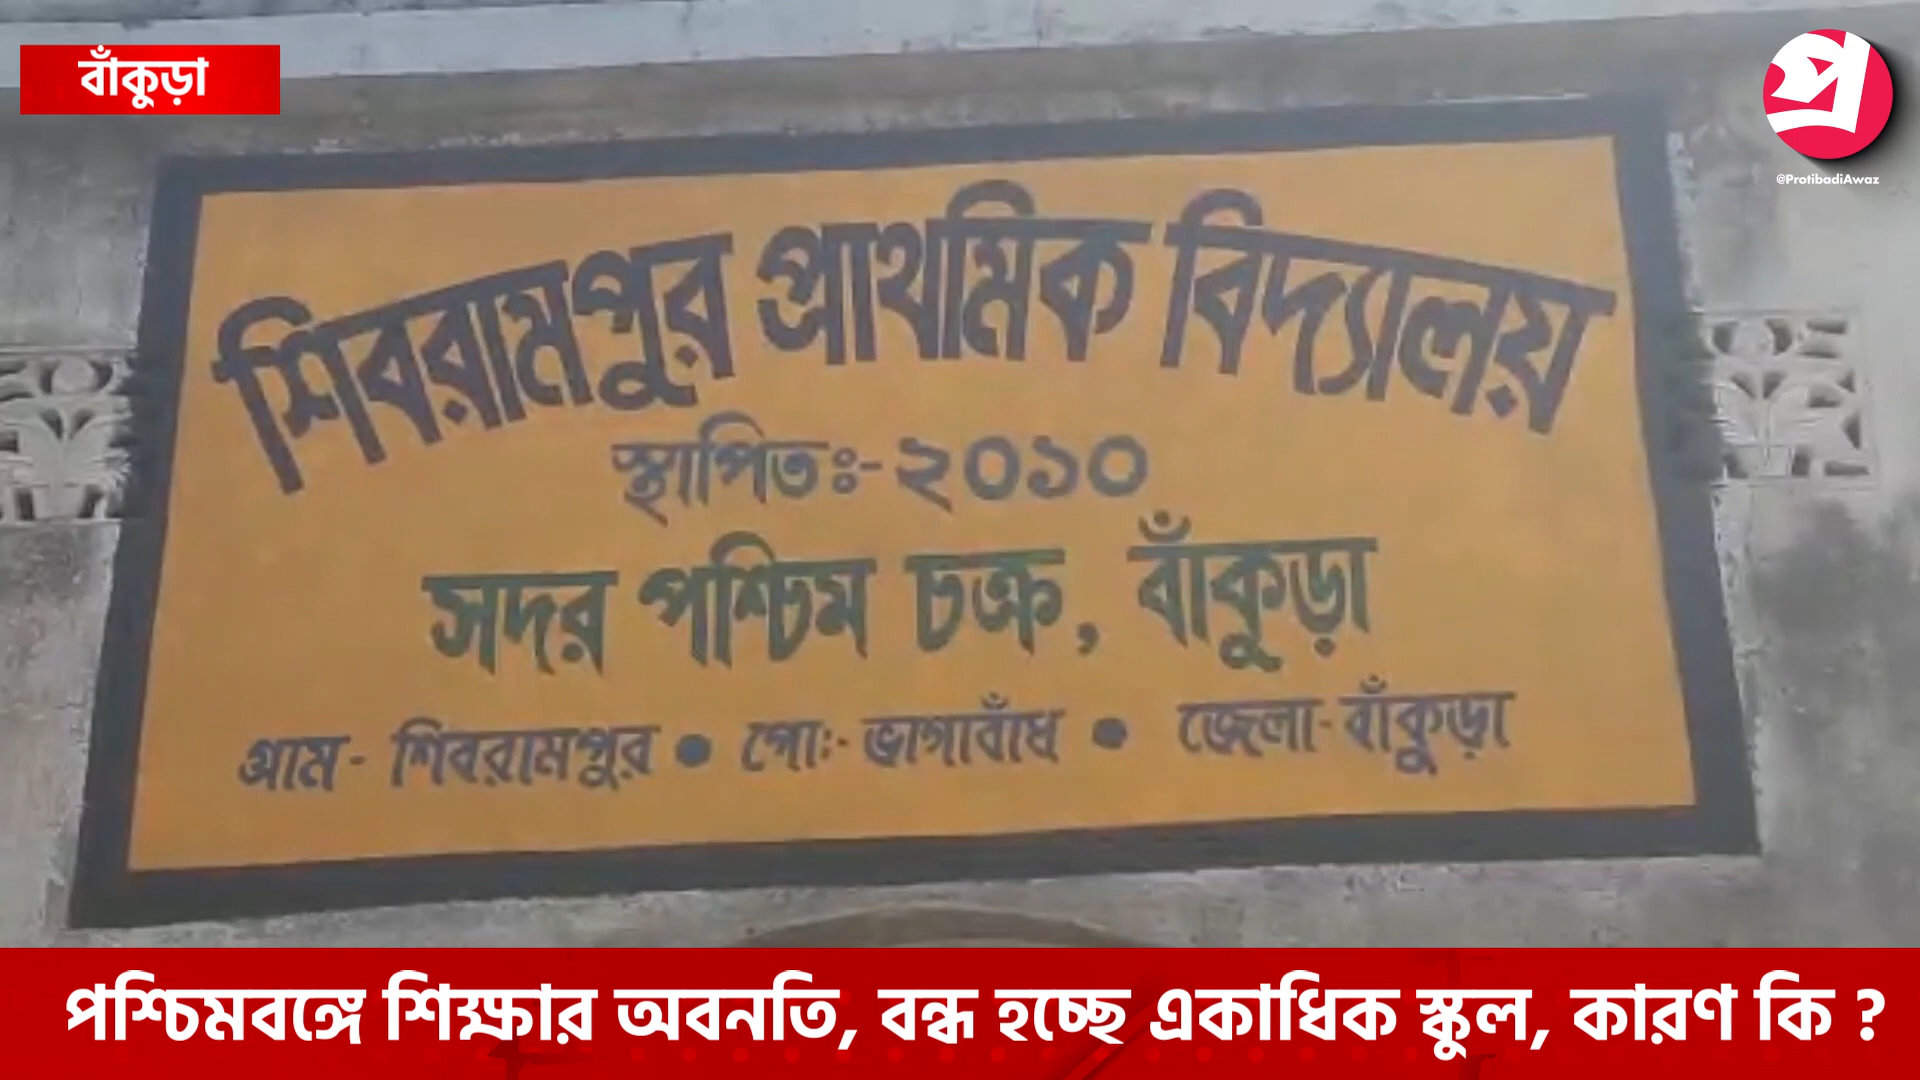 বাঁকুড়া
প
@ProtibadiAwaz
শিবরামপুর প্রাথমিক বিদ্যালয়
স্থাপিতঃ- ২০১০
সদর পশ্চিম চক্র, বাঁকুড়া
গ্রাম - শিবরামপুর ● পোঃ- ভাগাবাঁধ ● জেলা - বাঁকুড়া
পশ্চিমবঙ্গে শিক্ষার অবনতি, বন্ধ হচ্ছে একাধিক স্কুল, কারণ কি ?